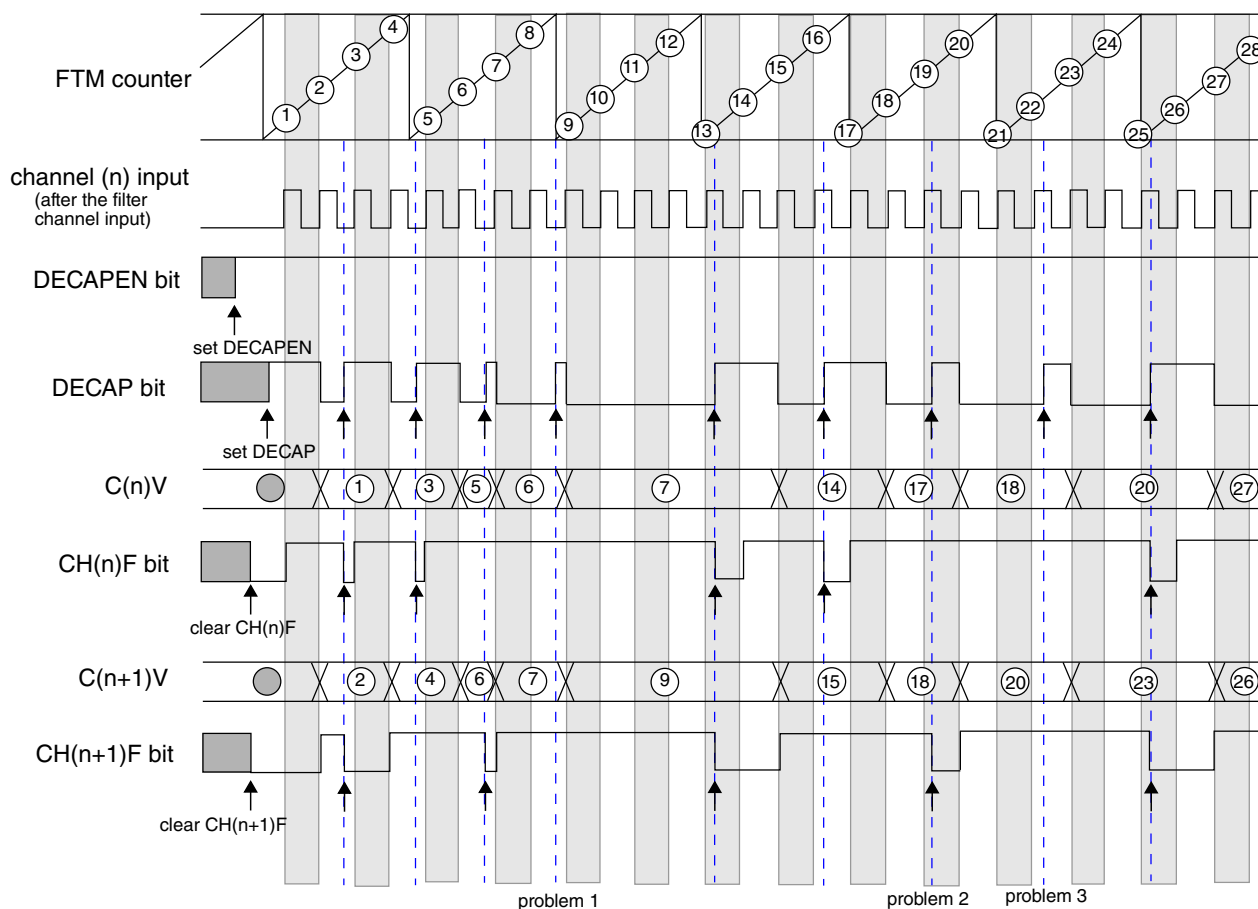 4 8 12 16 20 24 28
3 7 11 15 19 23 27
FTM counter
2 6 10 14 18 22 26
1 5 9 13 17 21 25
channel (n) input
(after the filter
channel input)
DECAPEN bit
set DECAPEN
DECAP bit
set DECAP
C(n)V 1 3 5 6 7 14 17 18 20 27
CH(n)F bit
clear CH(n)F
C(n+1)V 2 4 6 7 9 15 18 20 23 26
CH(n+1)F bit
clear CH(n+1)F
problem 1 problem 2 problem 3